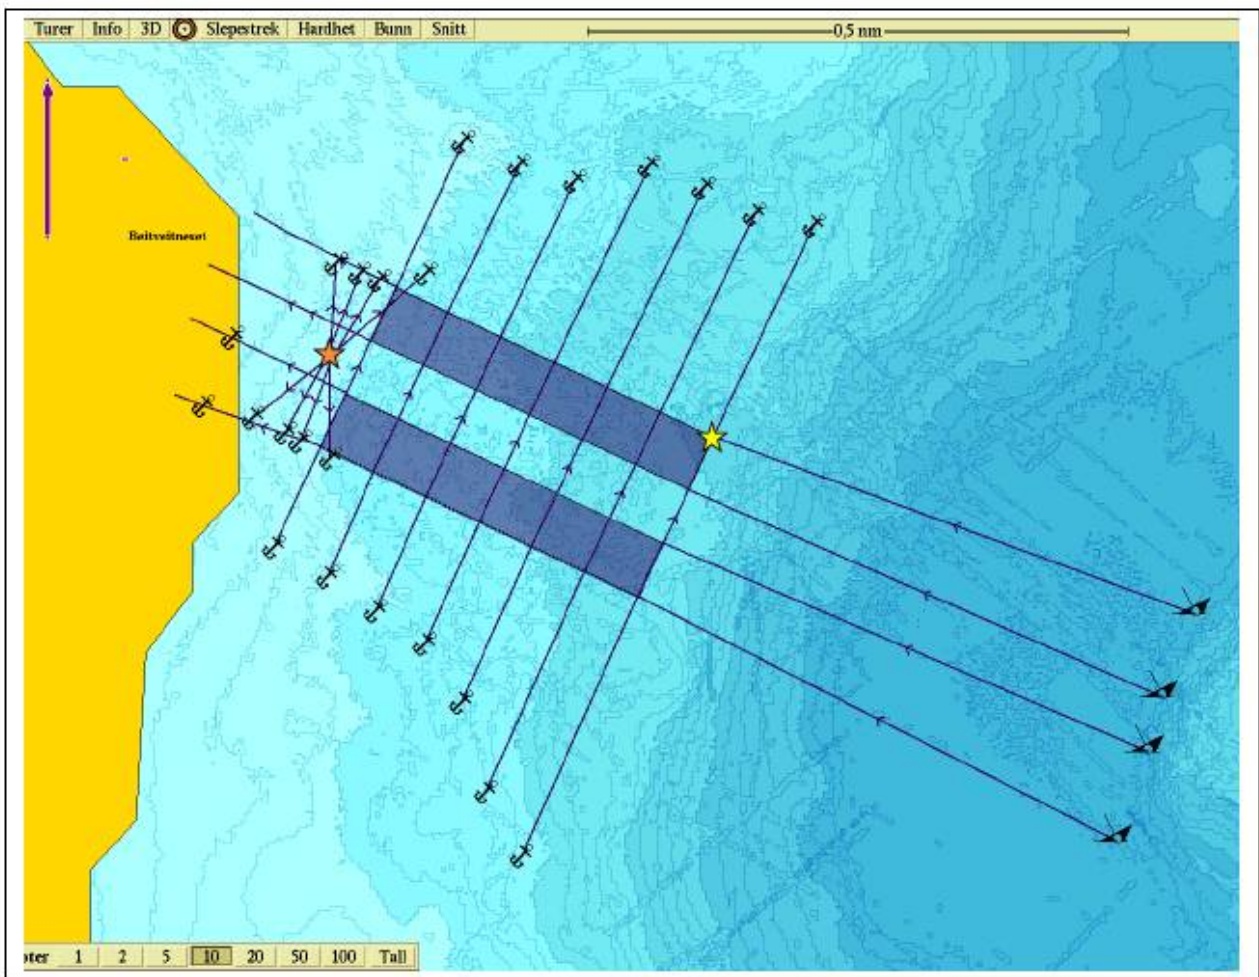 Turer Info 3D Slepestrek Hardhet Bunn Snitt 0,5 nm
Beitveitneset
ter 1 2 5 10 20 50 100 Tall